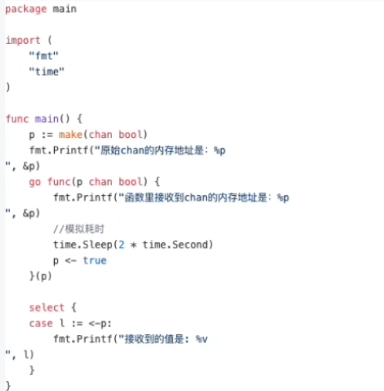 package main
import (
"fmt"
"time"
)
func main() {
p := make(chan bool)
fmt.Printf("原始chan的内存地址是：%p
", &p)
go func(p chan bool) {
fmt.Printf("函数里接收到chan的内存地址是：%p
", &p)
//模拟耗时
time.Sleep(2 * time.Second)
p <- true
}(p)
select {
case l := <-p:
fmt.Printf("接收到的值是: %v
", l)
}
}